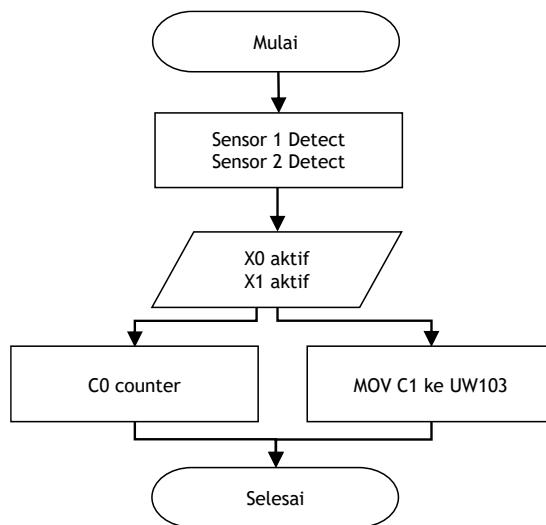 Mulai
Sensor 1 Detect
Sensor 2 Detect
X0 aktif
X1 aktif
C0 counter
MOV C1 ke UW103
Selesai